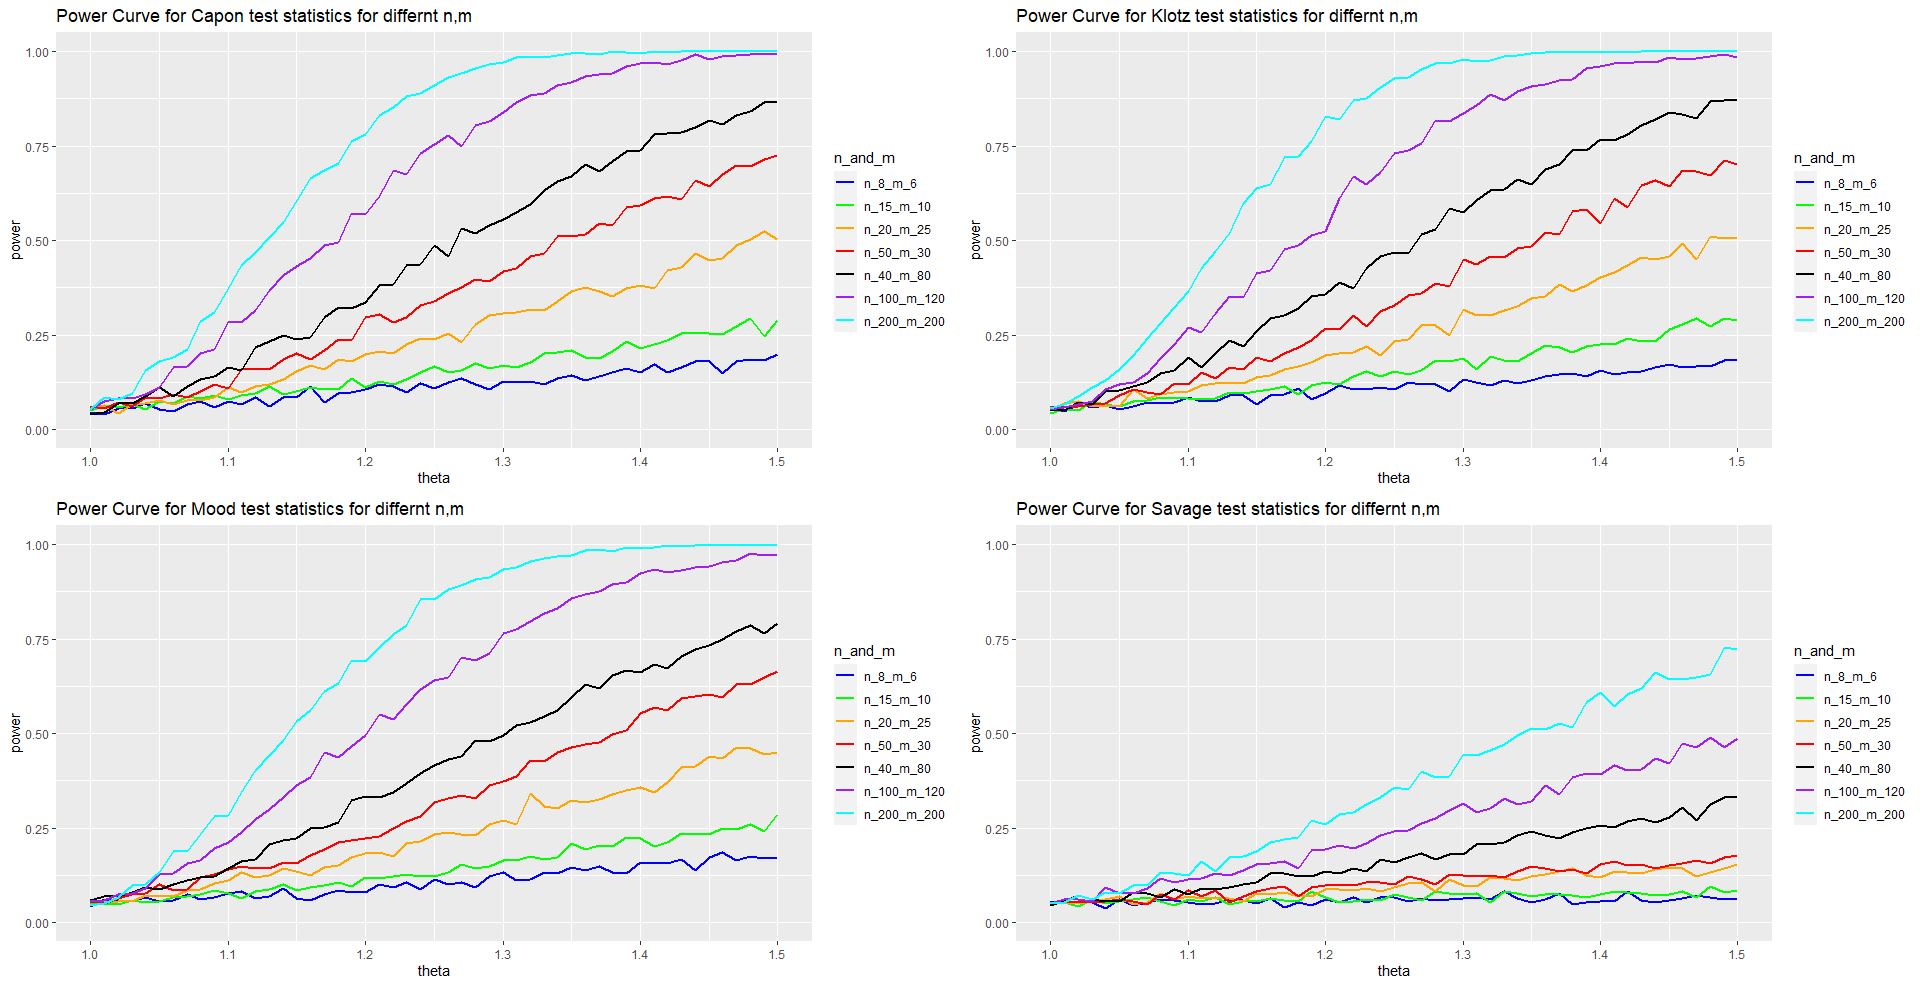 Power Curve for Capon test statistics for differnt n,m
1.00
0.75
0.50
0.25
0.00
power
1.0 1.1 1.2 1.3 1.4 1.5
theta
n_and_m
n_8_m_6
n_15_m_10
n_20_m_25
n_50_m_30
n_40_m_80
n_100_m_120
n_200_m_200
Power Curve for Klotz test statistics for differnt n,m
1.00
0.75
0.50
0.25
0.00
power
1.0 1.1 1.2 1.3 1.4 1.5
theta
n_and_m
n_8_m_6
n_15_m_10
n_20_m_25
n_50_m_30
n_40_m_80
n_100_m_120
n_200_m_200
Power Curve for Mood test statistics for differnt n,m
1.00
0.75
0.50
0.25
0.00
power
1.0 1.1 1.2 1.3 1.4 1.5
theta
n_and_m
n_8_m_6
n_15_m_10
n_20_m_25
n_50_m_30
n_40_m_80
n_100_m_120
n_200_m_200
Power Curve for Savage test statistics for differnt n,m
1.00
0.75
0.50
0.25
0.00
power
1.0 1.1 1.2 1.3 1.4 1.5
theta
n_and_m
n_8_m_6
n_15_m_10
n_20_m_25
n_50_m_30
n_40_m_80
n_100_m_120
n_200_m_200